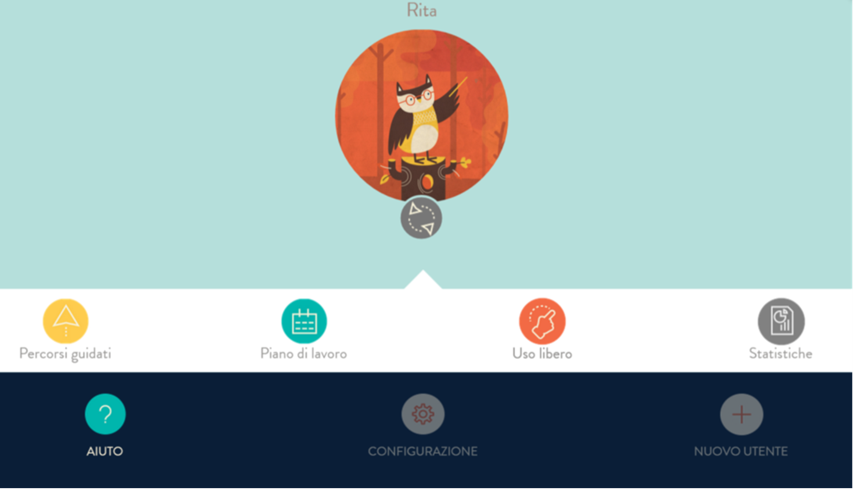 Rita
Percorsi guidati
Piano di lavoro
Uso libero
Statistiche
?
AIUTO
CONFIGURAZIONE
NUOVO UTENTE